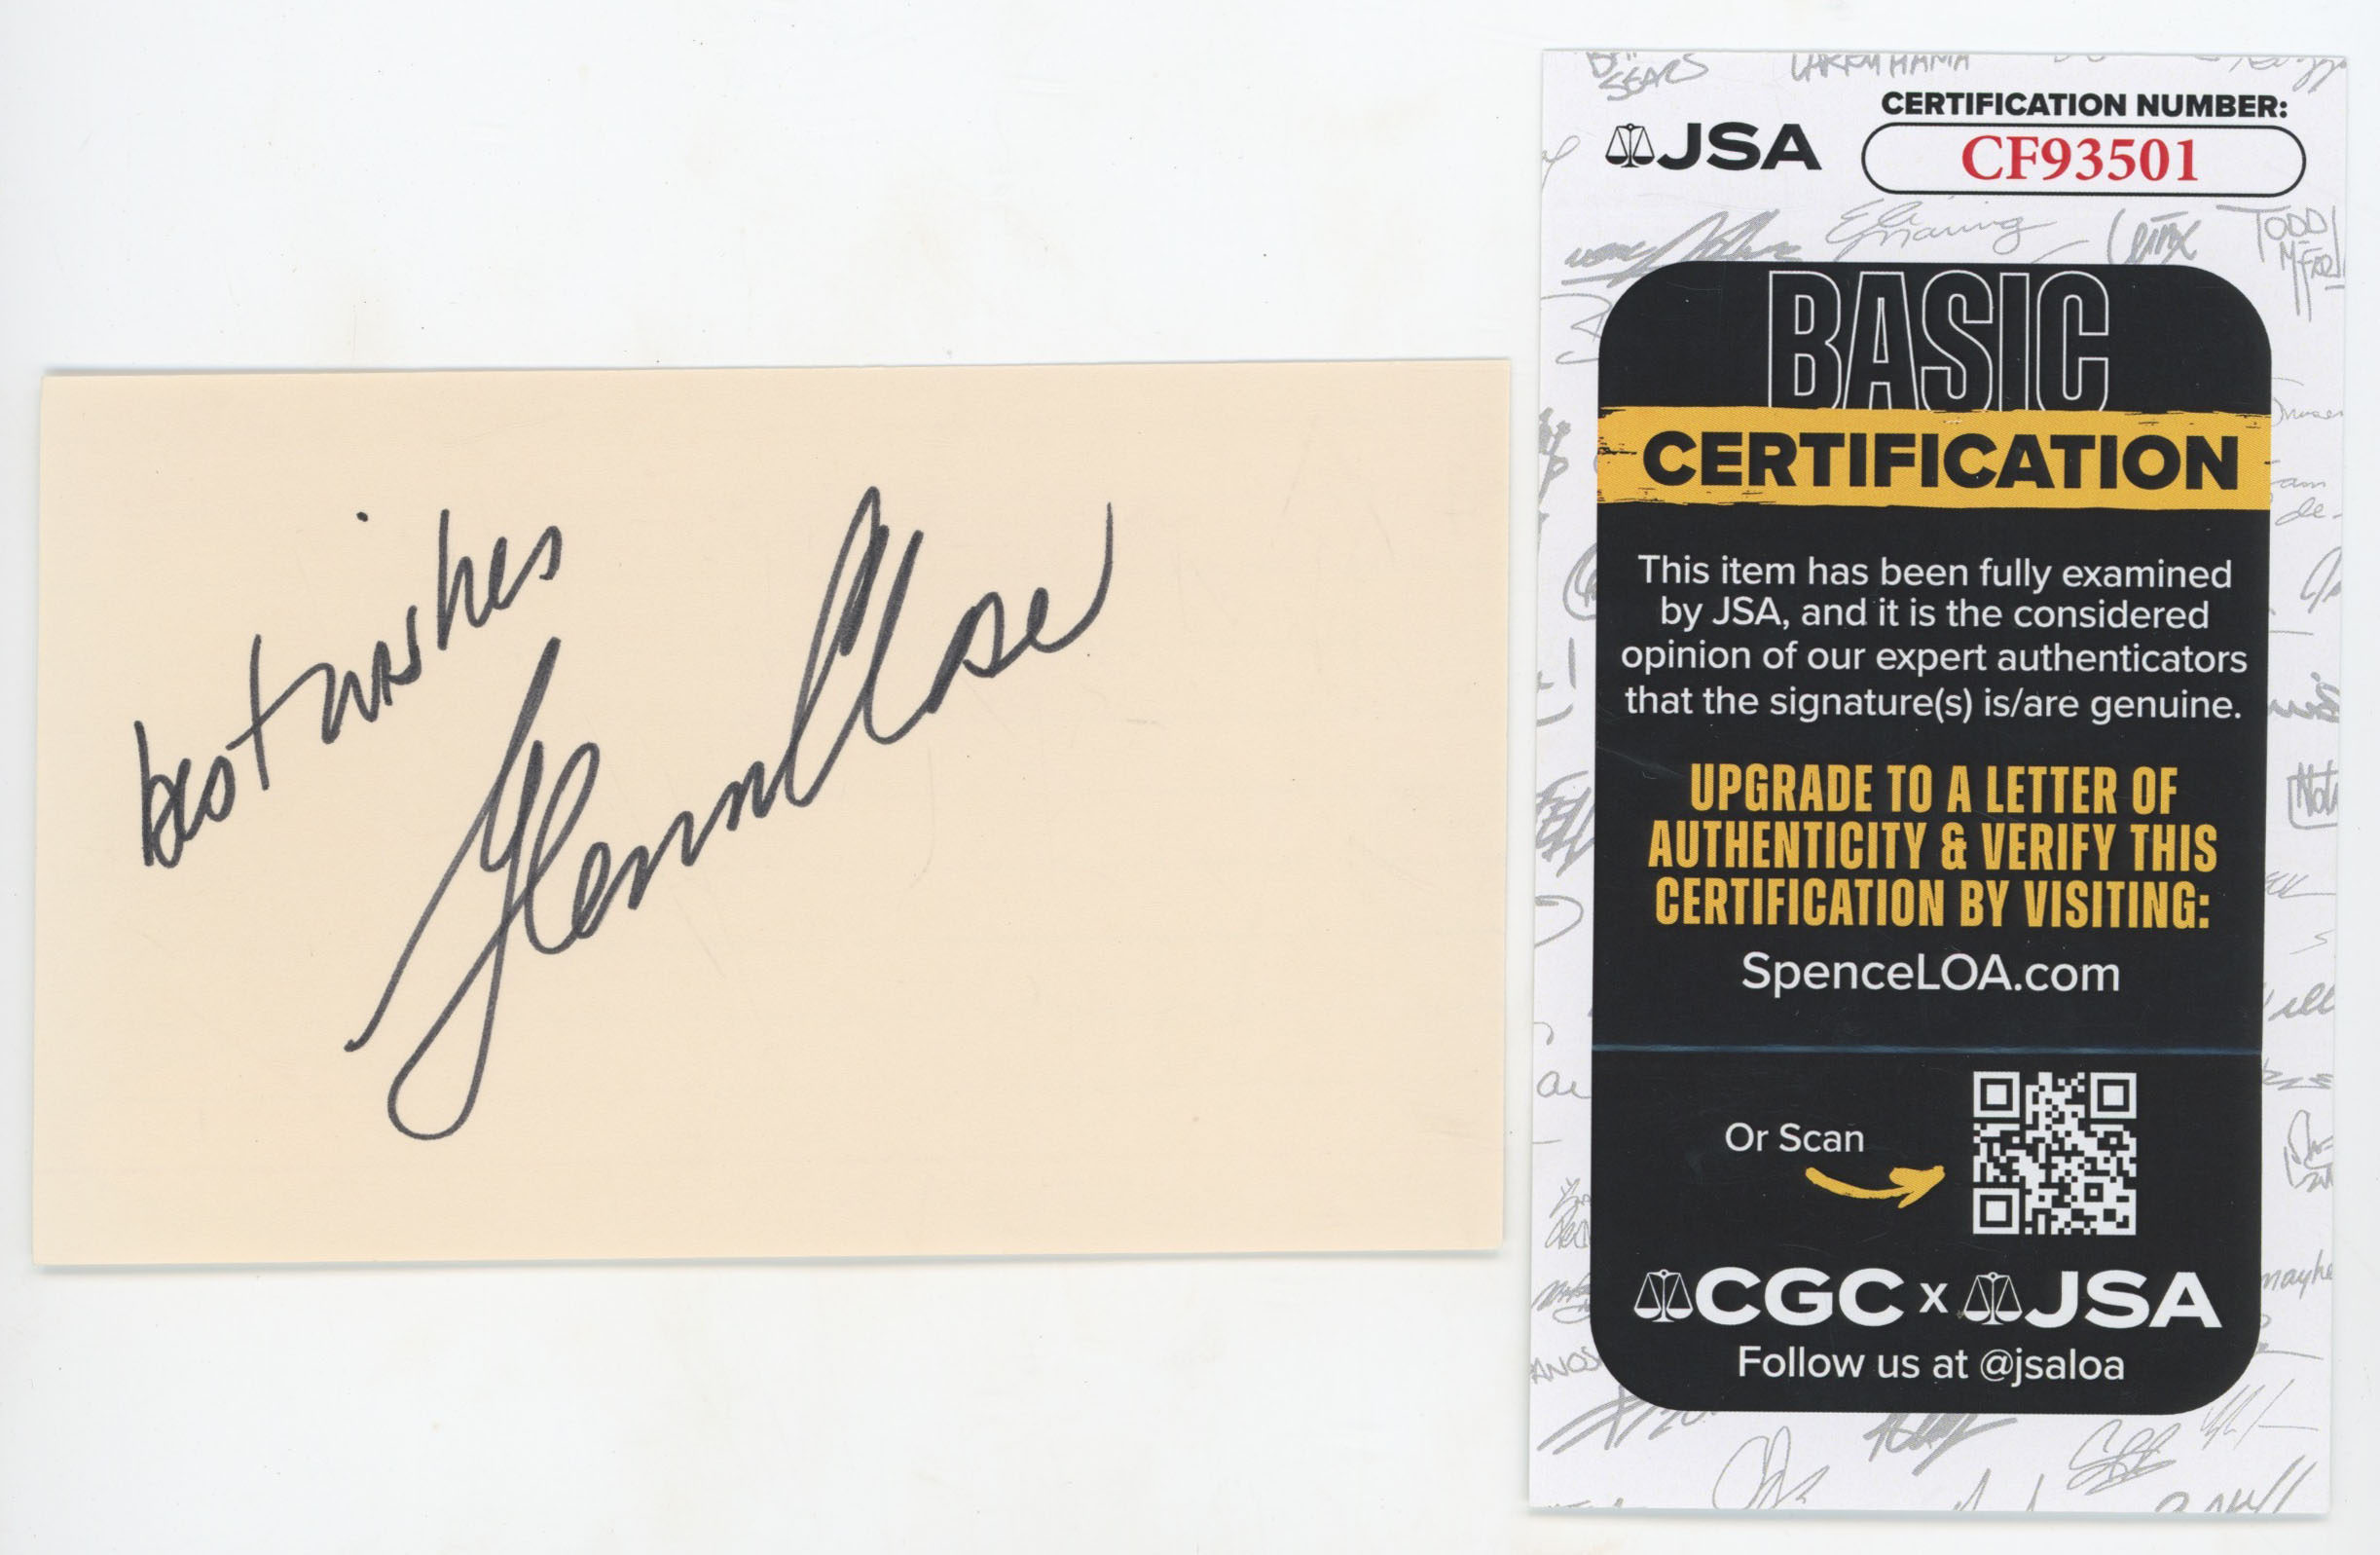 best wishes
Glenn Close
SEARS
JSA
CERTIFICATION NUMBER:
CF93501
TODD
BASIC
CERTIFICATION
This item has been fully examined
by JSA, and it is the considered
opinion of our expert authenticators
that the signature(s) is/are genuine.
UPGRADE TO A LETTER OF
AUTHENTICITY & VERIFY THIS
CERTIFICATION BY VISITING:
SpenceLOA.com
Or Scan
CGC x JSA
Follow us at @jsaloa